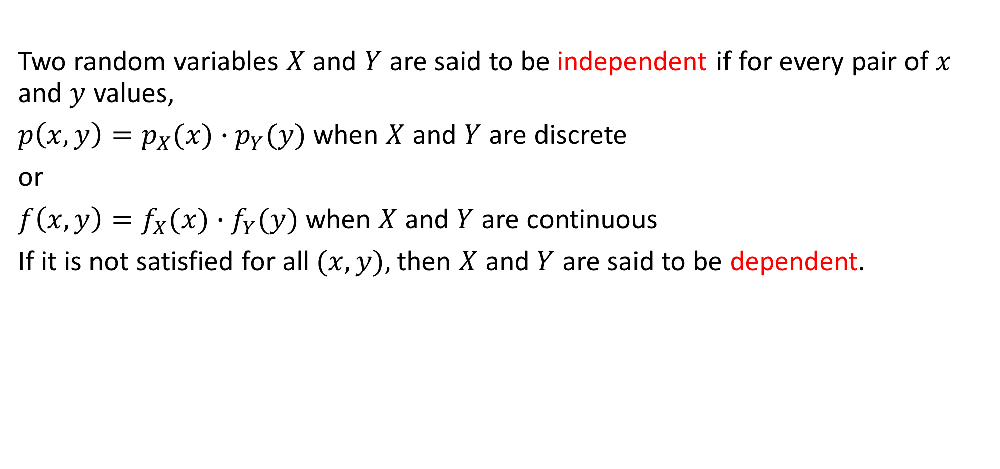 Two random variables X and Y are said to be independent if for every pair of x
and y values,
p(x, y) = p_X(x) · p_Y(y) when X and Y are discrete
or
f(x, y) = f_X(x) · f_Y(y) when X and Y are continuous
If it is not satisfied for all (x, y), then X and Y are said to be dependent.